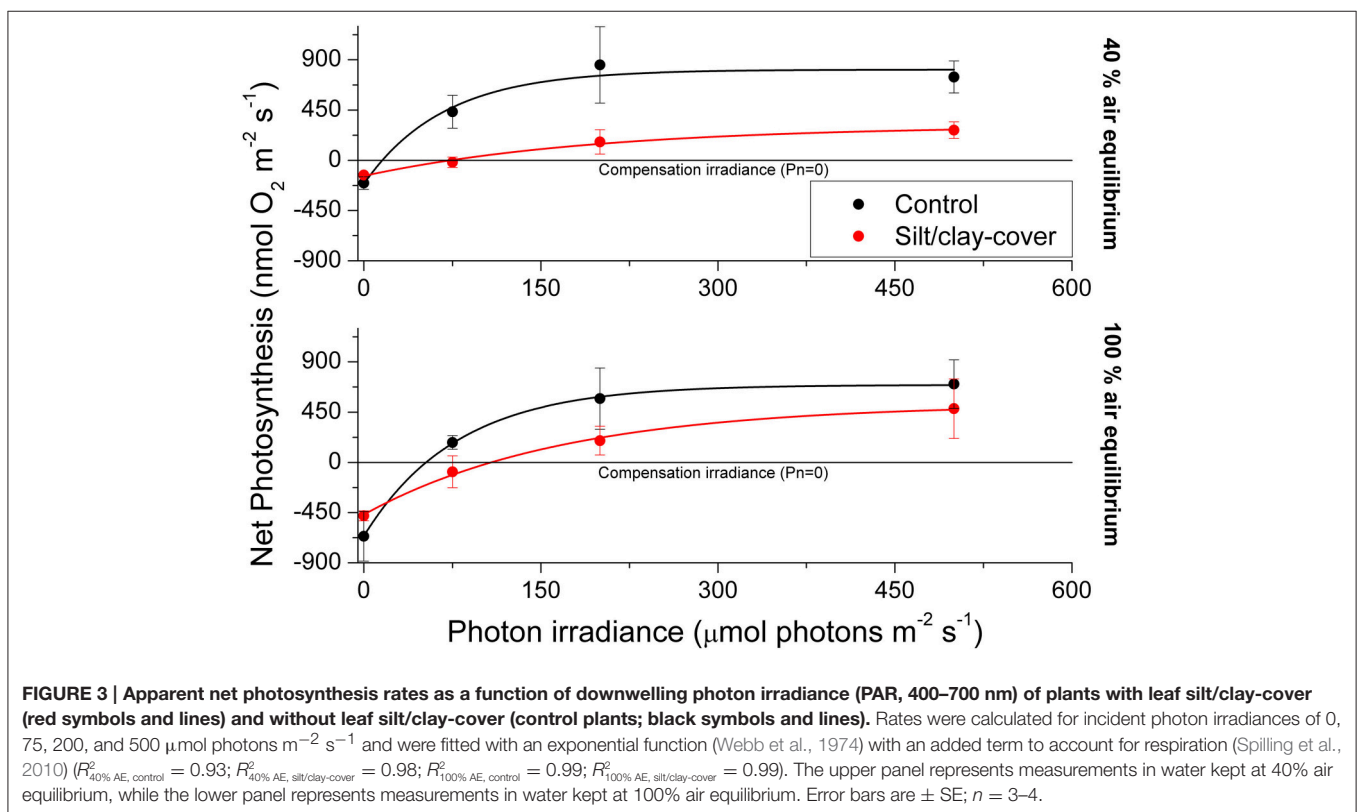 900
450
0
-450
-900
0
150
300
450
600
Compensation irradiance (Pn=0)
Control
Silt/clay-cover
40 % air equilibrium
Net Photosynthesis (nmol O₂ m⁻² s⁻¹)
900
450
0
-450
-900
0
150
300
450
600
Compensation irradiance (Pn=0)
100 % air equilibrium
Photon irradiance (μmol photons m⁻² s⁻¹)
FIGURE 3 | Apparent net photosynthesis rates as a function of downwelling photon irradiance (PAR, 400–700 nm) of plants with leaf silt/clay-cover
(red symbols and lines) and without leaf silt/clay-cover (control plants; black symbols and lines). Rates were calculated for incident photon irradiances of 0,
75, 200, and 500 μmol photons m⁻² s⁻¹ and were fitted with an exponential function (Webb et al., 1974) with an added term to account for respiration (Spilling et al.,
2010) (R²40% AE, control = 0.93; R²40% AE, silt/clay-cover = 0.98; R²100% AE, control = 0.99; R²100% AE, silt/clay-cover = 0.99). The upper panel represents measurements in water kept at 40% air
equilibrium, while the lower panel represents measurements in water kept at 100% air equilibrium. Error bars are ± SE; n = 3–4.